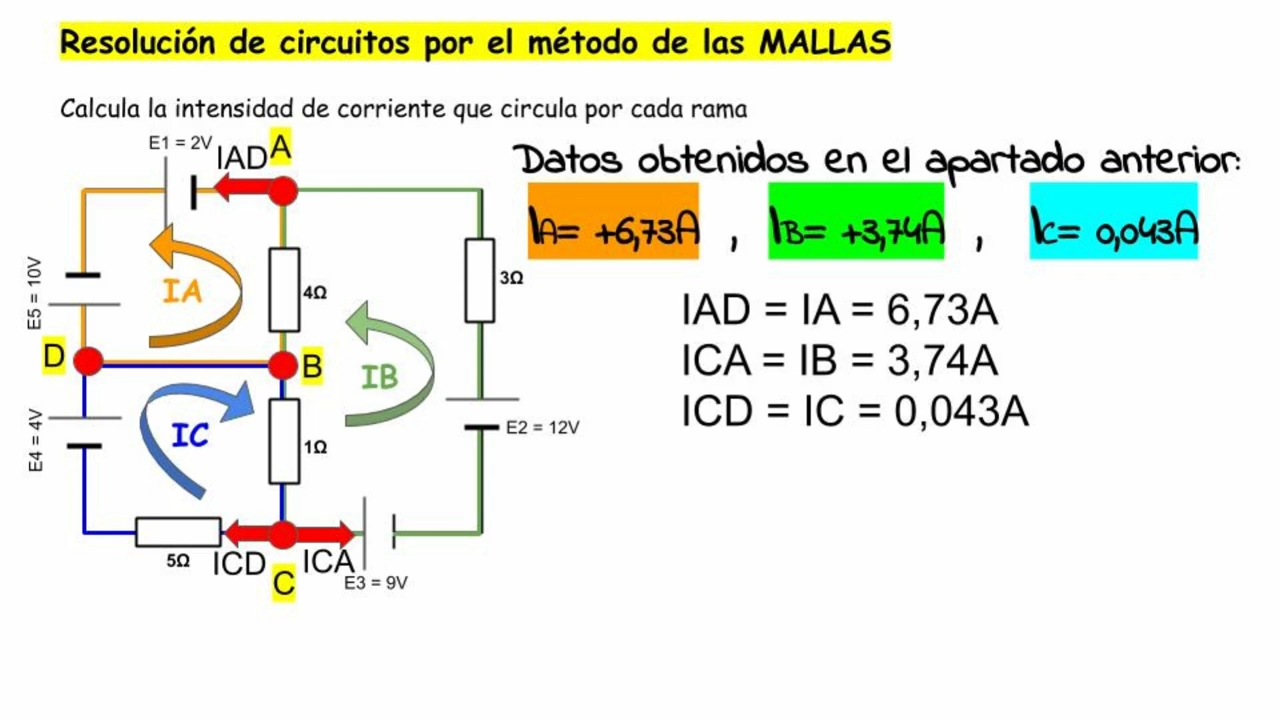 Resolución de circuitos por el método de las MALLAS
Calcula la intensidad de corriente que circula por cada rama
E1 = 2V
IAD
A
Datos obtenidos en el apartado anterior:
IA= +6,73A , IB= +3,74A , IC= 0,043A
E5 = 10V
IA
4Ω
3Ω
IAD = IA = 6,73A
ICA = IB = 3,74A
ICD = IC = 0,043A
D
B
IB
E4 = 4V
IC
1Ω
E2 = 12V
5Ω
ICD
C
ICA
E3 = 9V